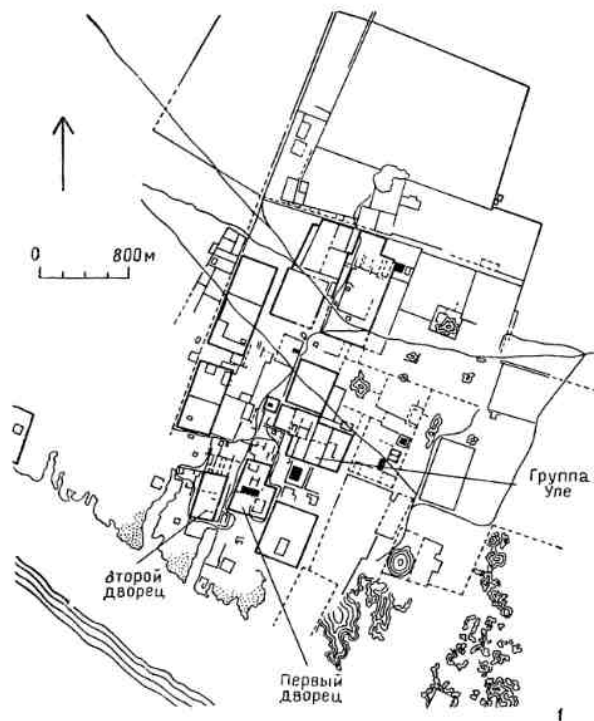 0 800м
Группа
Уле
Второй
дворец
Первый
дворец
1